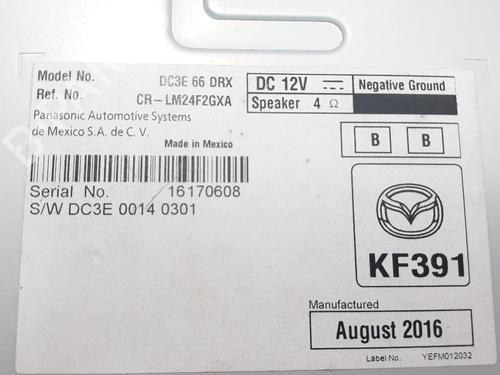 Model No. DC3E 66 DRX
Ref. No. CR-LM24F2GXA
DC 12V Negative Ground
Speaker 4 Ω
Panasonic Automotive Systems
de Mexico S.A. de C. V.
Made in Mexico
B B
Serial No. 16170608
S/W DC3E 0014 0301
KF391
Manufactured
August 2016
Label No. YEFM012032